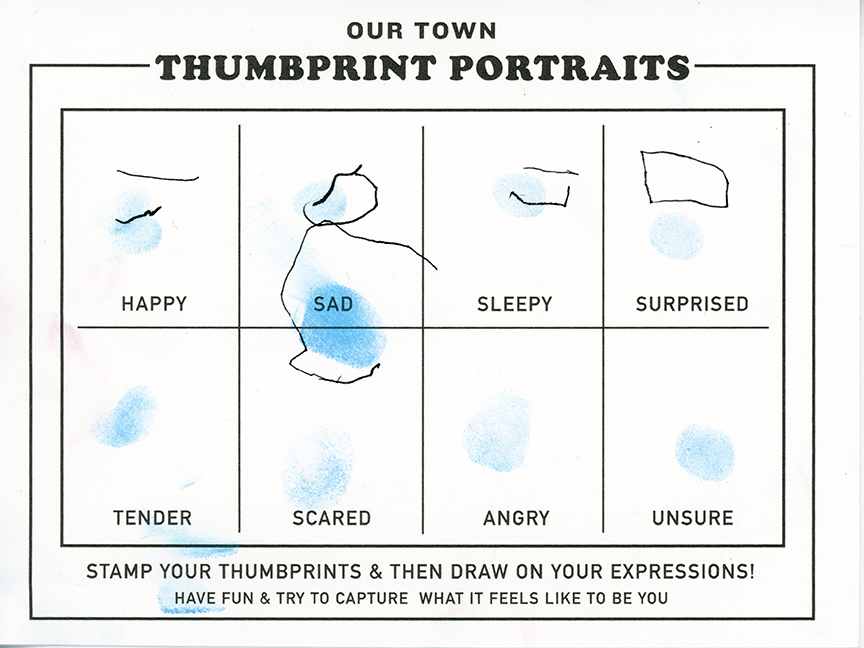 OUR TOWN
THUMBPRINT PORTRAITS
HAPPY SAD SLEEPY SURPRISED
TENDER SCARED ANGRY UNSURE
STAMP YOUR THUMBPRINTS & THEN DRAW ON YOUR EXPRESSIONS!
HAVE FUN & TRY TO CAPTURE WHAT IT FEELS LIKE TO BE YOU